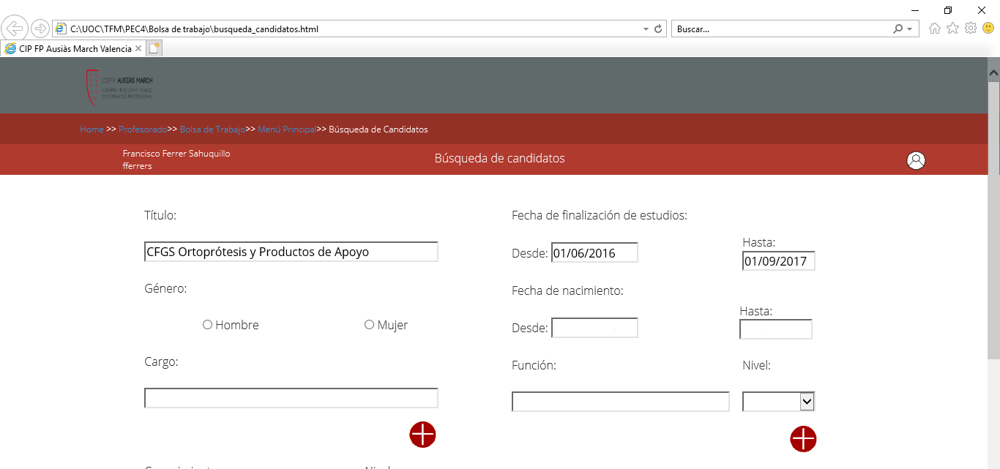 C:\UOC\TFM\PEC4\Bolsa de trabajo\busqueda_candidatos.html
Buscar...
CIP FP Ausiàs March Valencia
CIPFP AUSIÀS MARCH
CENTRE INTEGRAT PÚBLIC
DE FORMACIÓ PROFESSIONAL
Home >> Profesorado>> Bolsa de Trabajo>> Menú Principal>> Búsqueda de Candidatos
Francisco Ferrer Sahuquillo
fferrers
Búsqueda de candidatos
Título:
CFGS Ortoprótesis y Productos de Apoyo
Género:
Hombre
Mujer
Cargo:
Fecha de finalización de estudios:
Desde: 01/06/2016
Hasta:
01/09/2017
Fecha de nacimiento:
Desde:
Hasta:
Función:
Nivel: